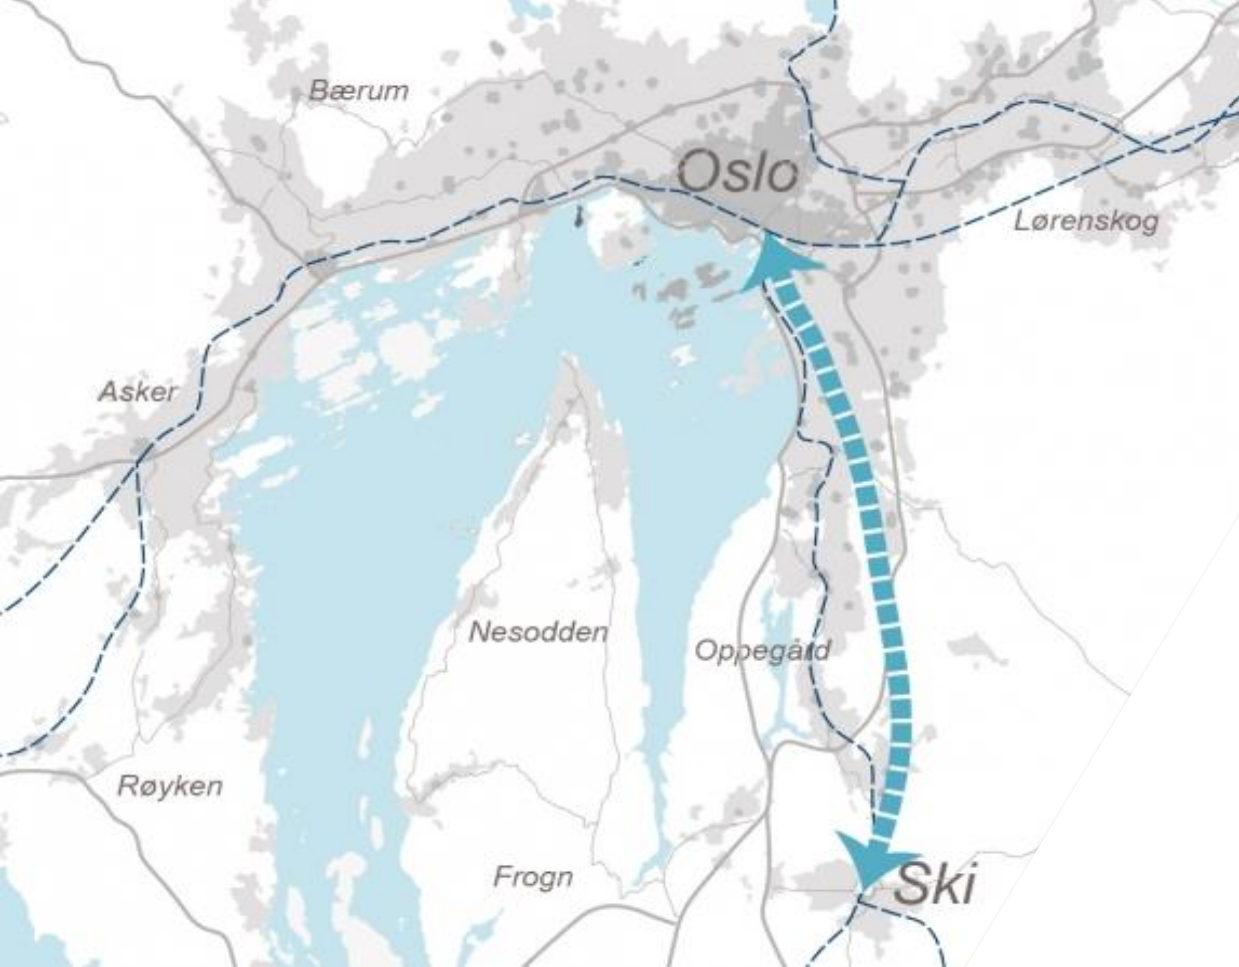 Bærum
Oslo
Lørenskog
Asker
Nesodden
Oppegård
Røyken
Frogn
Ski